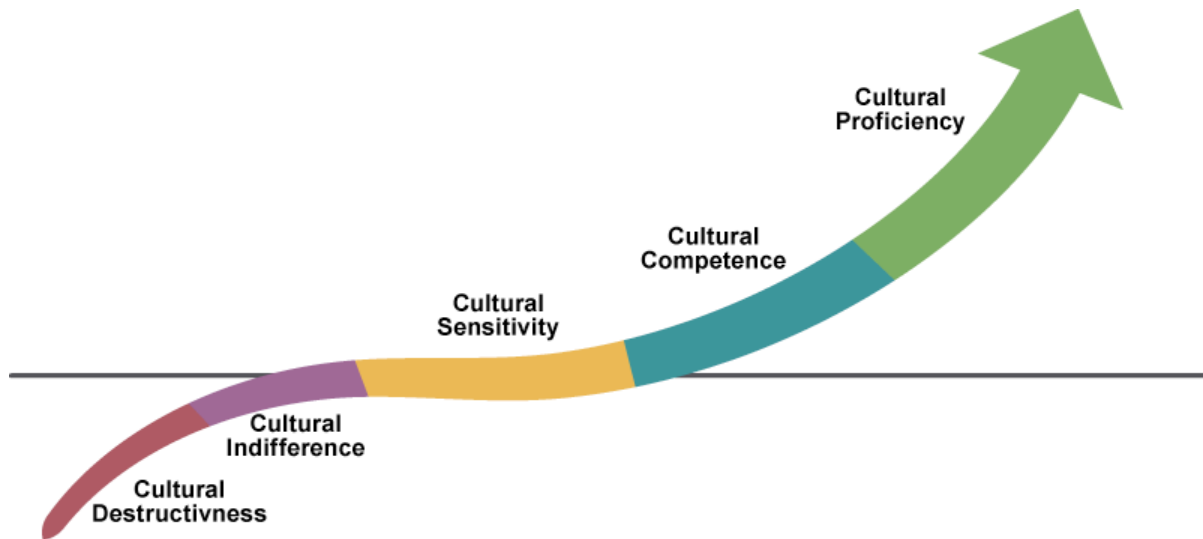 Cultural
Proficiency
Cultural
Competence
Cultural
Sensitivity
Cultural
Indifference
Cultural
Destructivness